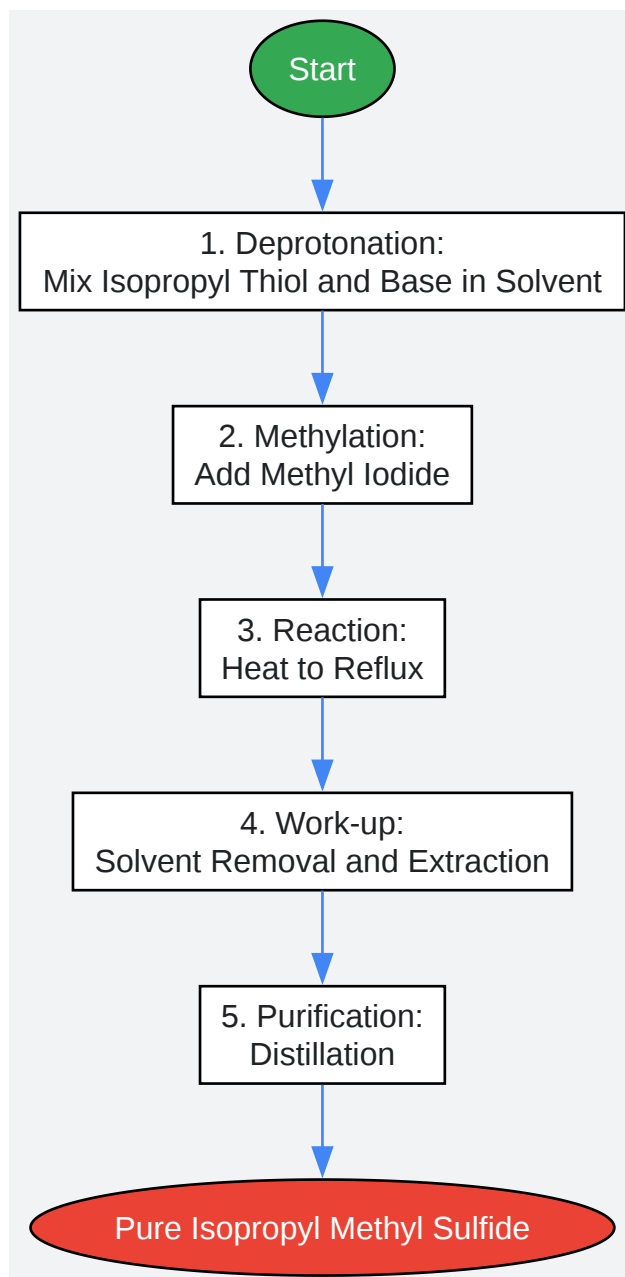 Start
1. Deprotonation:
Mix Isopropyl Thiol and Base in Solvent
2. Methylation:
Add Methyl Iodide
3. Reaction:
Heat to Reflux
4. Work-up:
Solvent Removal and Extraction
5. Purification:
Distillation
Pure Isopropyl Methyl Sulfide